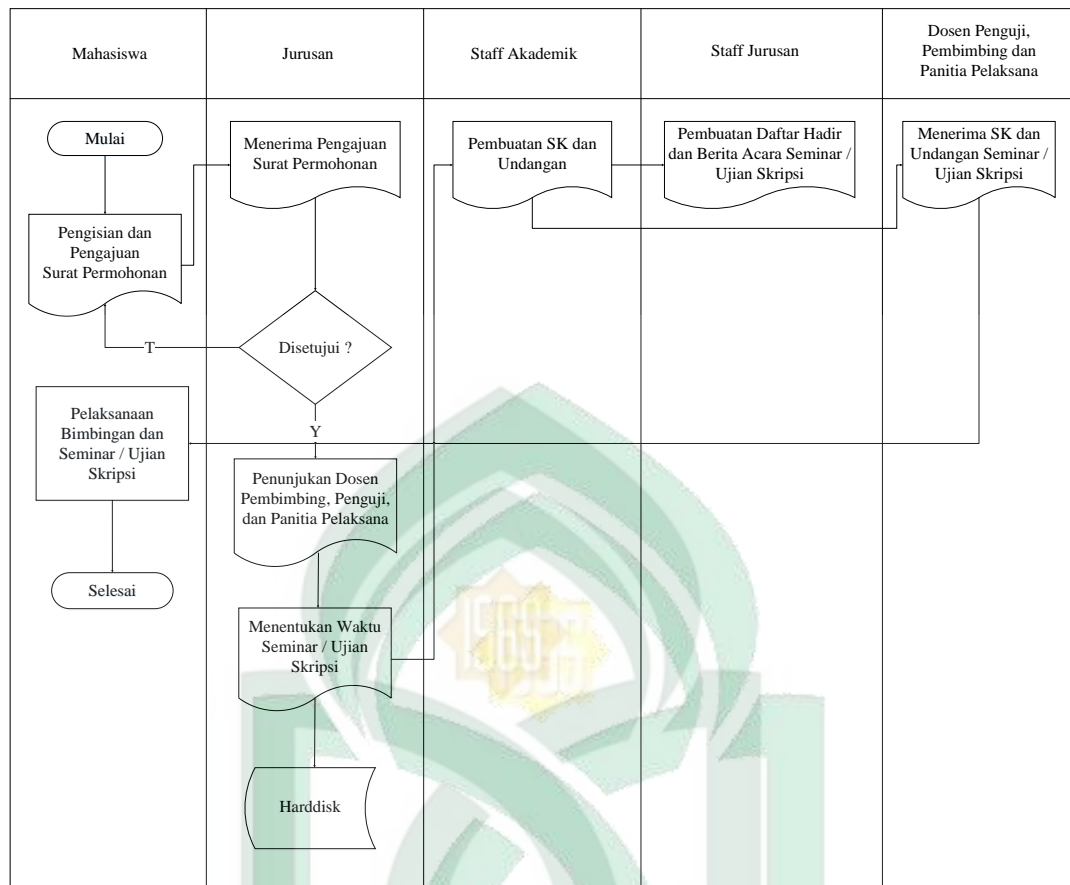 Mahasiswa
Jurusan
Staff Akademik
Staff Jurusan
Dosen Penguji,
Pembimbing dan
Panitia Pelaksana
Mulai
Pengisian dan
Pengajuan
Surat Permohonan
T
Pelaksanaan
Bimbingan dan
Seminar / Ujian
Skripsi
Selesai
Menerima Pengajuan
Surat Permohonan
Disetujui ?
Y
Penunjukan Dosen
Pembimbing, Penguji,
dan Panitia Pelaksana
Menentukan Waktu
Seminar / Ujian
Skripsi
Harddisk
Pembuatan SK dan
Undangan
Pembuatan Daftar Hadir
dan Berita Acara Seminar /
Ujian Skripsi
Menerima SK dan
Undangan Seminar /
Ujian Skripsi